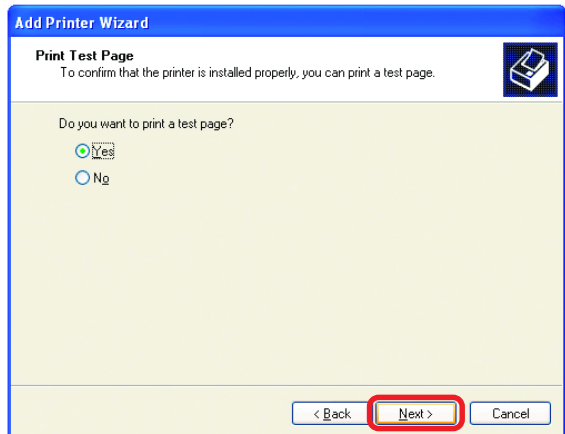 Add Printer Wizard
Print Test Page
To confirm that the printer is installed properly, you can print a test page.
Do you want to print a test page?
Yes
No
< Back
Next >
Cancel